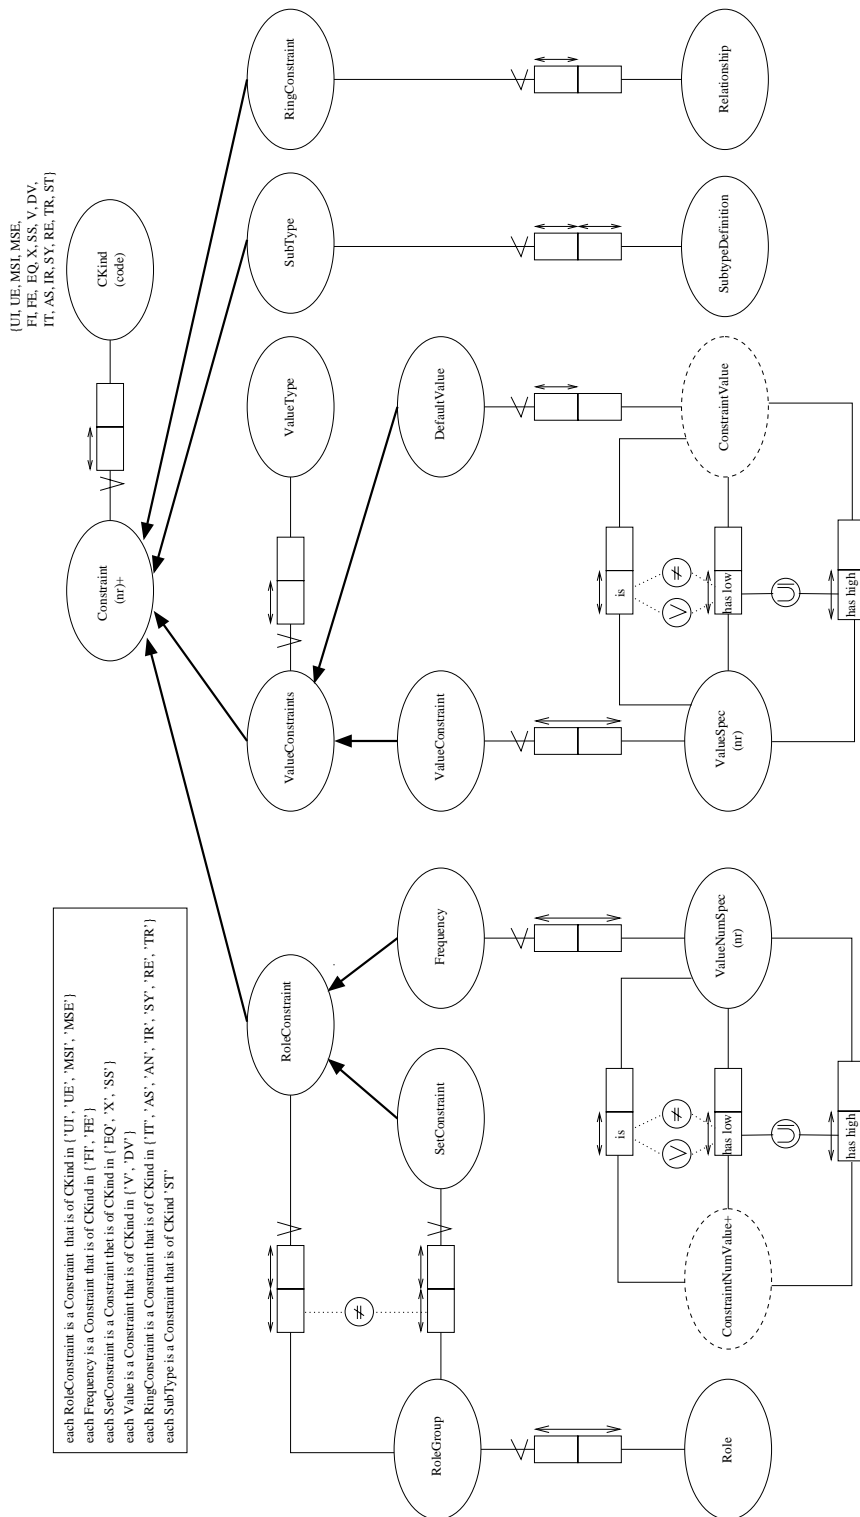 {UI, UE, MSI, MSE,
FI, FE, EQ, X, SS, V, DV,
IT, AS, IR, SY, RE, TR, ST}
each RoleConstraint is a Constraint that is of CKind in {'UI', 'UE', 'MSI', 'MSE'}
each Frequency is a Constraint that is of CKind in {'FI', 'FE'}
each SetConstraint is a Constraint thet is of CKind in {'EQ', 'X', 'SS'}
each Value is a Constraint that is of CKind in {'V', 'DV'}
each RingConstraint is a Constraint that is of CKind in {'IT', 'AS', 'AN', 'IR', 'SY', 'RE', 'TR'}
each SubType is a Constraint that is of CKind 'ST'
Constraint
(nr)+
CKind
(code)
RoleConstraint
ValueConstraints
ValueType
SubType
RingConstraint
RoleGroup
SetConstraint
Frequency
ValueConstraint
DefaultValue
is
has low
has high
is
has low
has high
Role
ConstraintNumValue+
ValueNumSpec
(nr)
ValueSpec
(nr)
ConstraintValue
SubtypeDefinition
Relationship